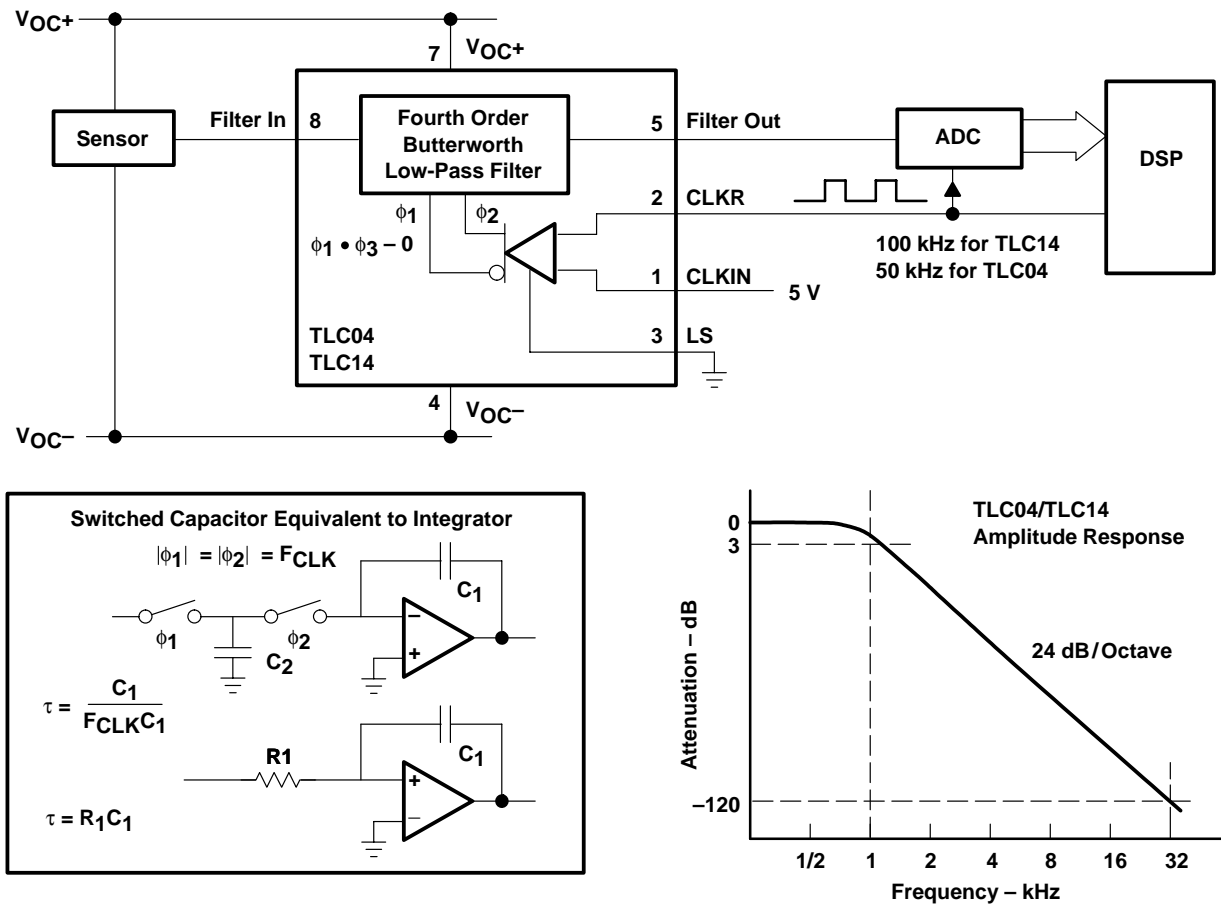 VOC+
7
VOC+
Sensor
Filter In
8
Fourth Order
Butterworth
Low-Pass Filter
5
Filter Out
ADC
DSP
ϕ1
ϕ2
ϕ1 • ϕ3 – 0
2
CLKR
100 kHz for TLC14
50 kHz for TLC04
1
CLKIN
5 V
3
LS
TLC04
TLC14
4
VOC–
VOC–
Switched Capacitor Equivalent to Integrator
|ϕ1| = |ϕ2| = FCLK
C1
ϕ1
ϕ2
C2
–
+
τ = C1
FCLKC1
R1
C1
+
–
τ = R1C1
TLC04/TLC14
Amplitude Response
0
3
–120
Attenuation – dB
24 dB/Octave
1/2 1 2 4 8 16 32
Frequency – kHz